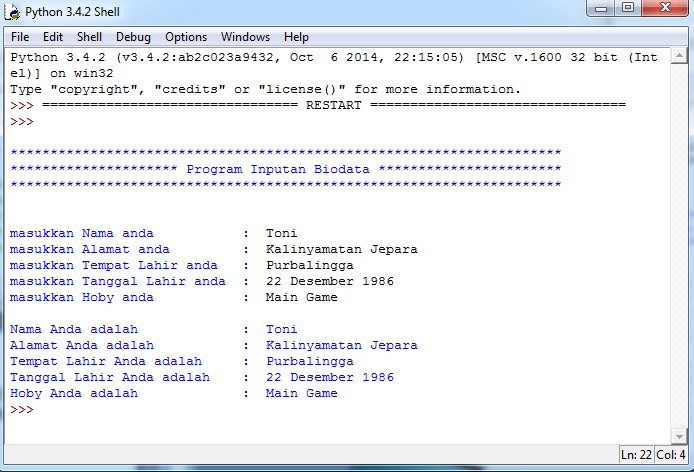 Python 3.4.2 Shell
File Edit Shell Debug Options Windows Help
Python 3.4.2 (v3.4.2:ab2c023a9432, Oct  6 2014, 22:15:05) [MSC v.1600 32 bit (Int
el)] on win32
Type "copyright", "credits" or "license()" for more information.
>>> ================================ RESTART ================================
>>>
*********************************************************************
********************* Program Inputan Biodata ***********************
*********************************************************************
masukkan Nama anda           :  Toni
masukkan Alamat anda         :  Kalinyamatan Jepara
masukkan Tempat Lahir anda   :  Purbalingga
masukkan Tanggal Lahir anda  :  22 Desember 1986
masukkan Hoby anda           :  Main Game
Nama Anda adalah             :  Toni
Alamat Anda adalah           :  Kalinyamatan Jepara
Tempat Lahir Anda adalah     :  Purbalingga
Tanggal Lahir Anda adalah    :  22 Desember 1986
Hoby Anda adalah             :  Main Game
>>>
Ln: 22 Col: 4